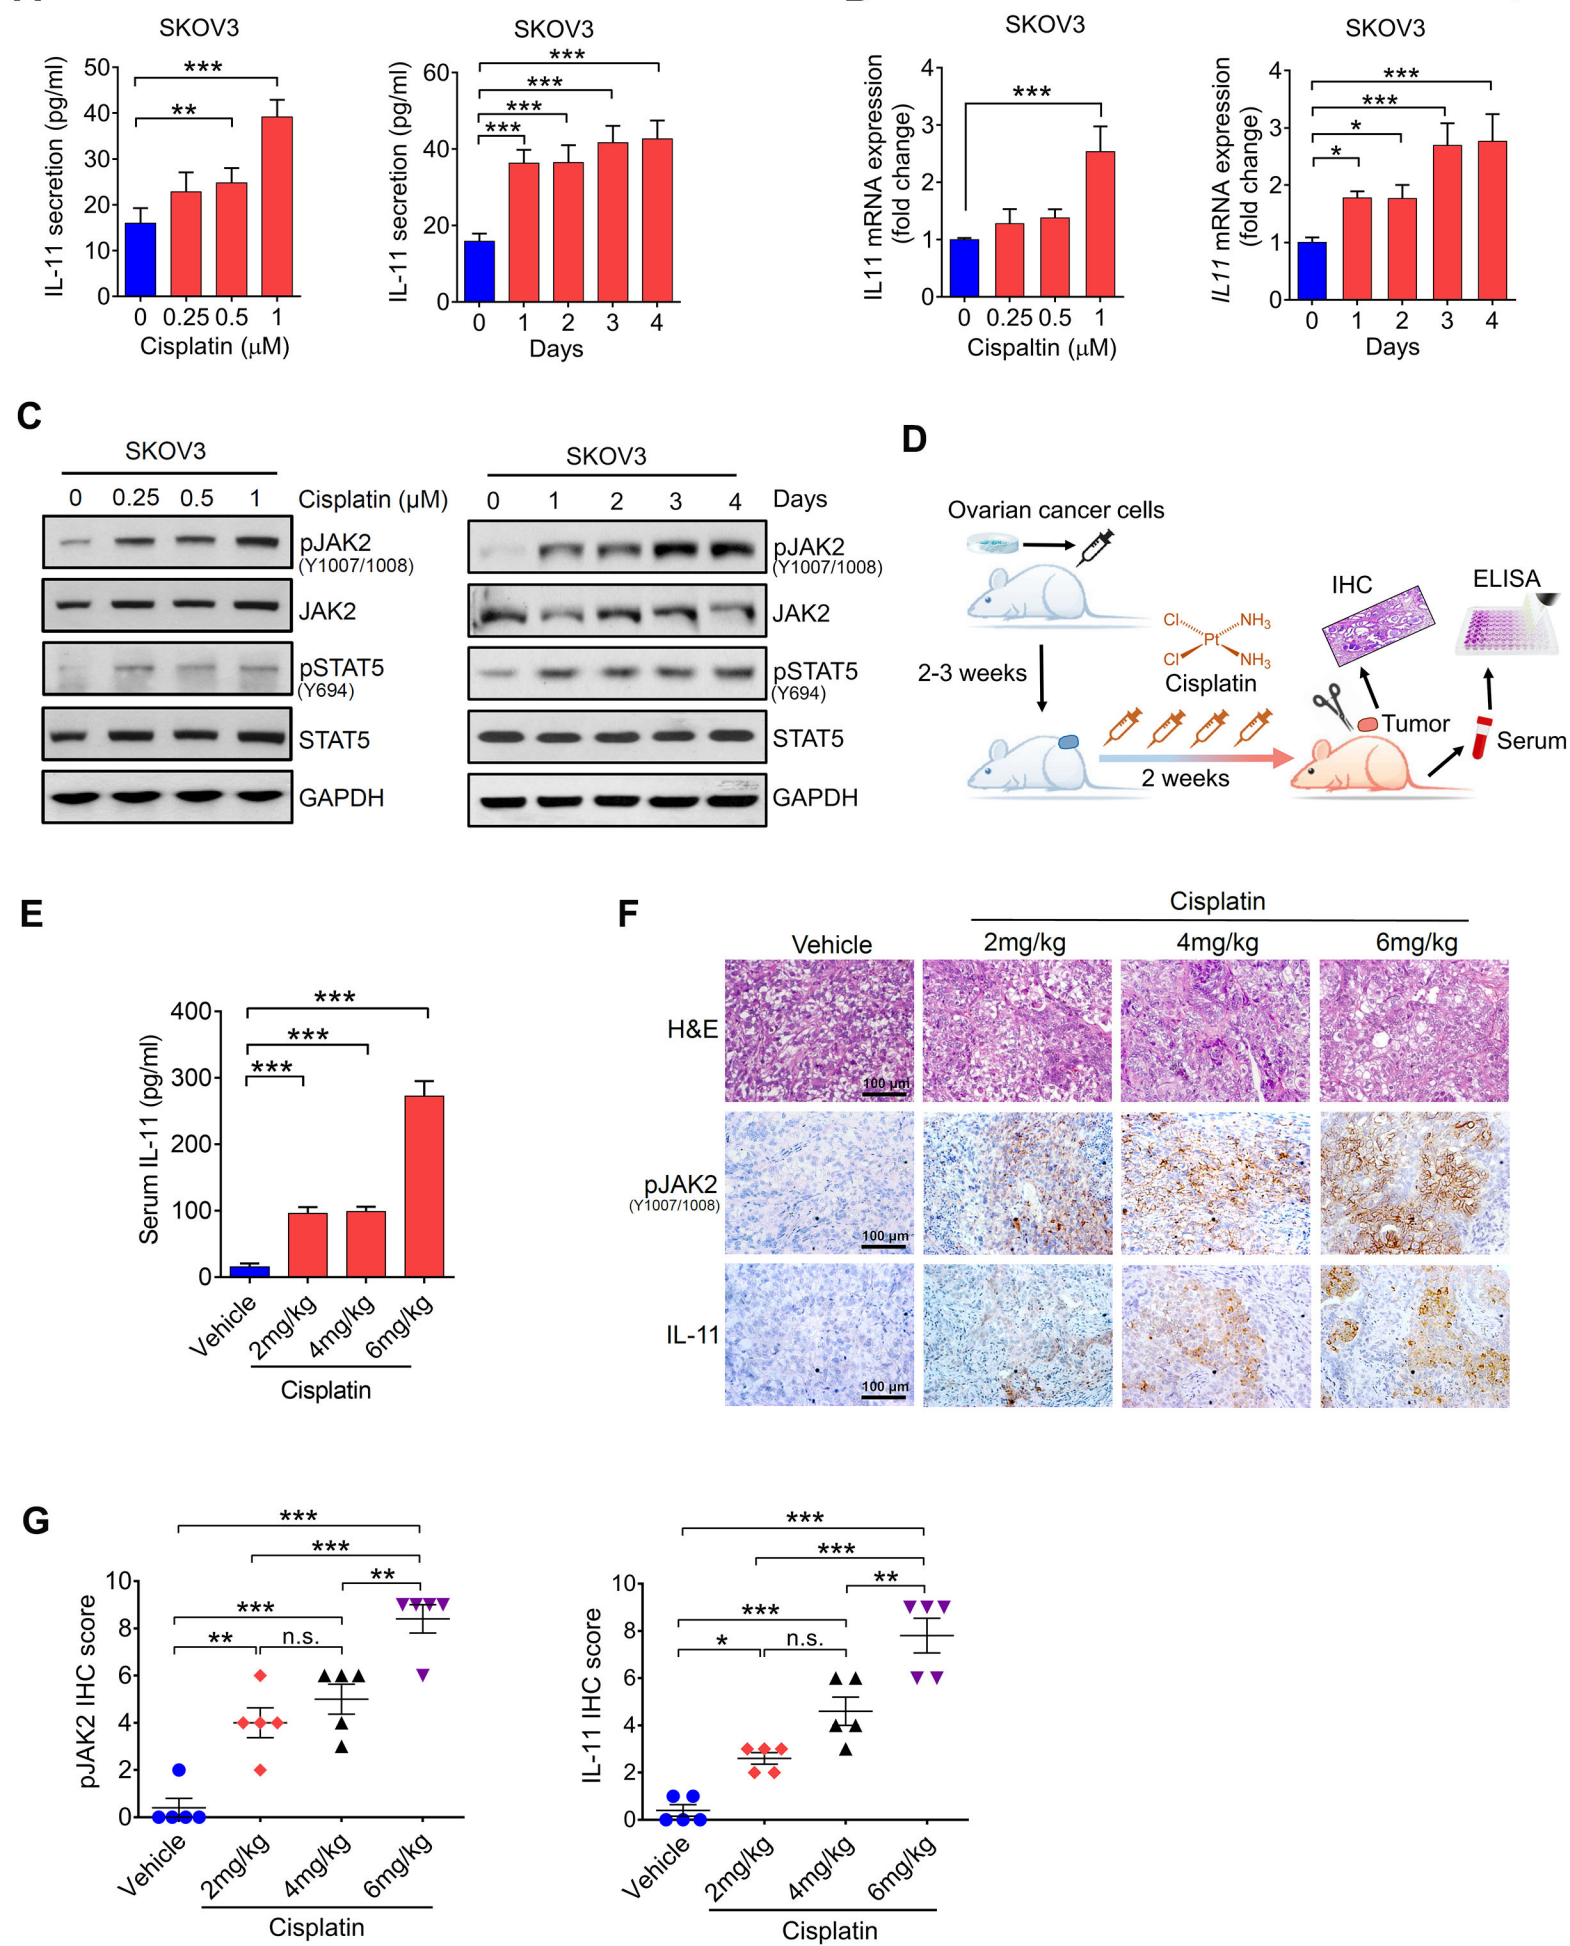 SKOV3
IL-11 secretion (pg/ml)
50
40
30
20
10
0
***
**
0 0.25 0.5 1
Cisplatin (μM)
SKOV3
IL-11 secretion (pg/ml)
60
40
20
0
***
***
***
***
0 1 2 3 4
Days
SKOV3
IL11 mRNA expression
(fold change)
4
3
2
1
0
***
0 0.25 0.5 1
Cispaltin (μM)
SKOV3
IL11 mRNA expression
(fold change)
4
3
2
1
0
***
***
*
*
0 1 2 3 4
Days
C
SKOV3
0 0.25 0.5 1 Cisplatin (μM)
pJAK2
(Y1007/1008)
JAK2
pSTAT5
(Y694)
STAT5
GAPDH
SKOV3
0 1 2 3 4 Days
pJAK2
(Y1007/1008)
JAK2
pSTAT5
(Y694)
STAT5
GAPDH
D
Ovarian cancer cells
2-3 weeks
Cl NH3
Pt
Cl NH3
Cisplatin
2 weeks
IHC
ELISA
Tumor
Serum
E
Serum IL-11 (pg/ml)
400
300
200
100
0
***
***
***
Vehicle 2mg/kg 4mg/kg 6mg/kg
Cisplatin
F
Cisplatin
Vehicle 2mg/kg 4mg/kg 6mg/kg
H&E
100 μm
pJAK2
(Y1007/1008)
100 μm
IL-11
100 μm
G
pJAK2 IHC score
10
8
6
4
2
0
***
***
**
***
** n.s.
Vehicle 2mg/kg 4mg/kg 6mg/kg
Cisplatin
IL-11 IHC score
10
8
6
4
2
0
***
***
**
***
* n.s.
Vehicle 2mg/kg 4mg/kg 6mg/kg
Cisplatin